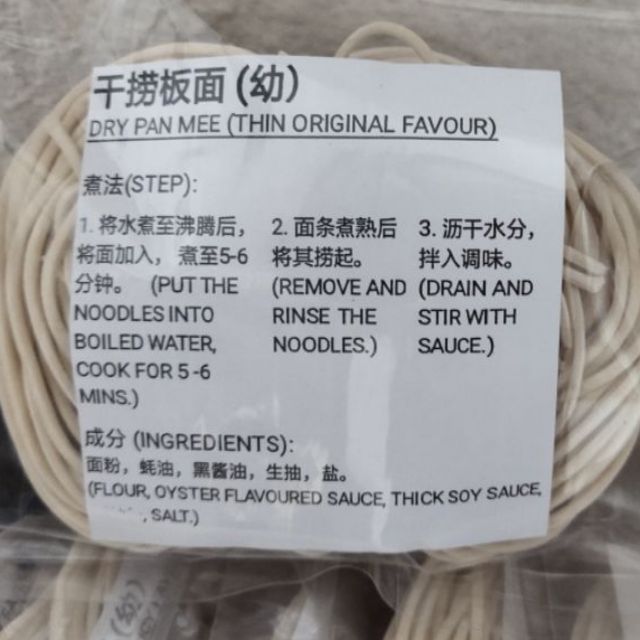 干捞板面 (幼)
DRY PAN MEE (THIN ORIGINAL FAVOUR)
煮法(STEP):
1. 将水煮至沸腾后，
将面加入， 煮至5-6
分钟。 (PUT THE
NOODLES INTO
BOILED WATER,
COOK FOR 5 -6
MINS.)
2. 面条煮熟后
将其捞起。
(REMOVE AND
RINSE THE
NOODLES.)
3. 沥干水分，
拌入调味。
(DRAIN AND
STIR WITH
SAUCE.)
成分 (INGREDIENTS):
面粉，蚝油，黑酱油，生抽，盐。
(FLOUR, OYSTER FLAVOURED SAUCE, THICK SOY SAUCE,
, SALT.)
(幼)